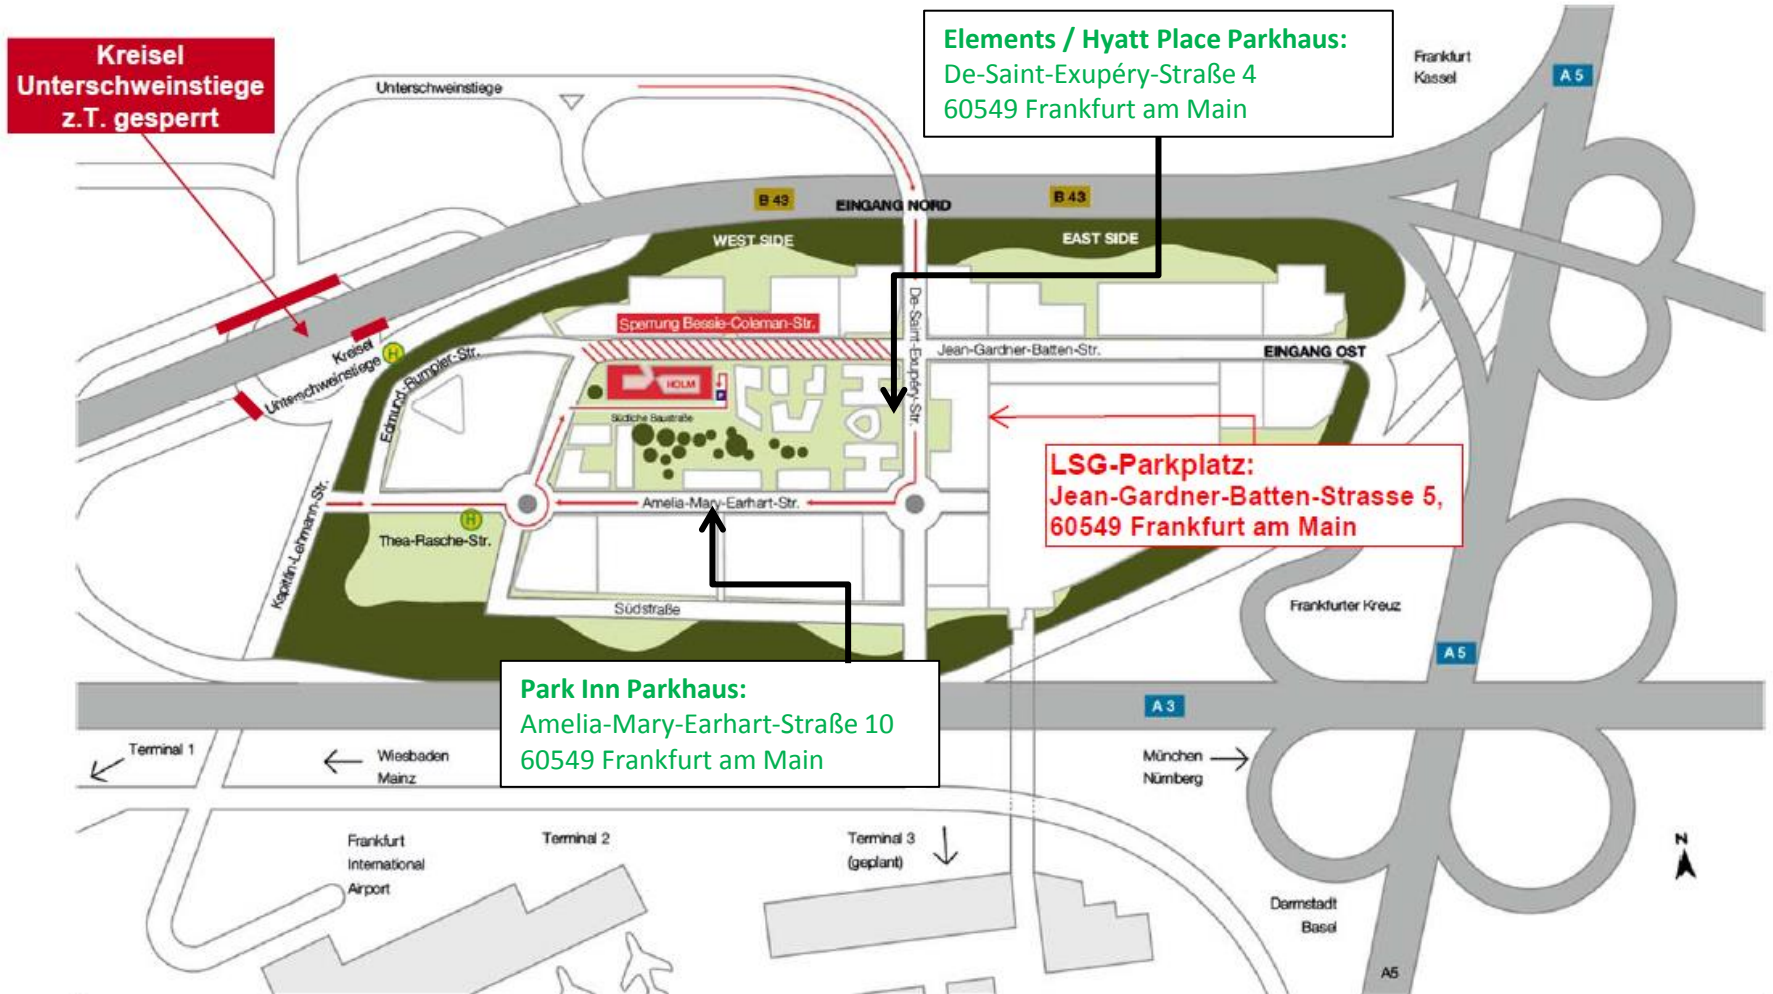 Kreisel
Unterschweinstiege
z.T. gesperrt
Unterschweinstiege
Elements / Hyatt Place Parkhaus:
De-Saint-Exupéry-Straße 4
60549 Frankfurt am Main
Frankfurt
Kassel
A 5
B 43
EINGANG NORD
B 43
WEST SIDE
EAST SIDE
De-Saint-Exupéry-Str.
Sperrung Bessie-Coleman-Str.
Jean-Gardner-Batten-Str.
EINGANG OST
Kreisel
Unterschweinstiege
H
Edmund-Rumpler-Str.
HOLM
P
Südliche Baustraße
LSG-Parkplatz:
Jean-Gardner-Batten-Strasse 5,
60549 Frankfurt am Main
Kapitän-Lehmann-Str.
Amelia-Mary-Earhart-Str.
H
Thea-Rasche-Str.
Südstraße
Frankfurter Kreuz
A 5
Park Inn Parkhaus:
Amelia-Mary-Earhart-Straße 10
60549 Frankfurt am Main
A 3
Terminal 1
Wiesbaden
Mainz
München
Nürnberg
Frankfurt
International
Airport
Terminal 2
Terminal 3
(geplant)
N
Darmstadt
Basel
A5